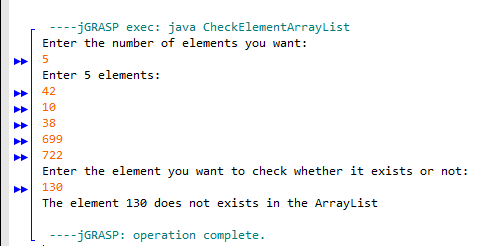 ----jGRASP exec: java CheckElementArrayList
Enter the number of elements you want:
5
Enter 5 elements:
42
10
38
699
722
Enter the element you want to check whether it exists or not:
130
The element 130 does not exists in the ArrayList
----jGRASP: operation complete.